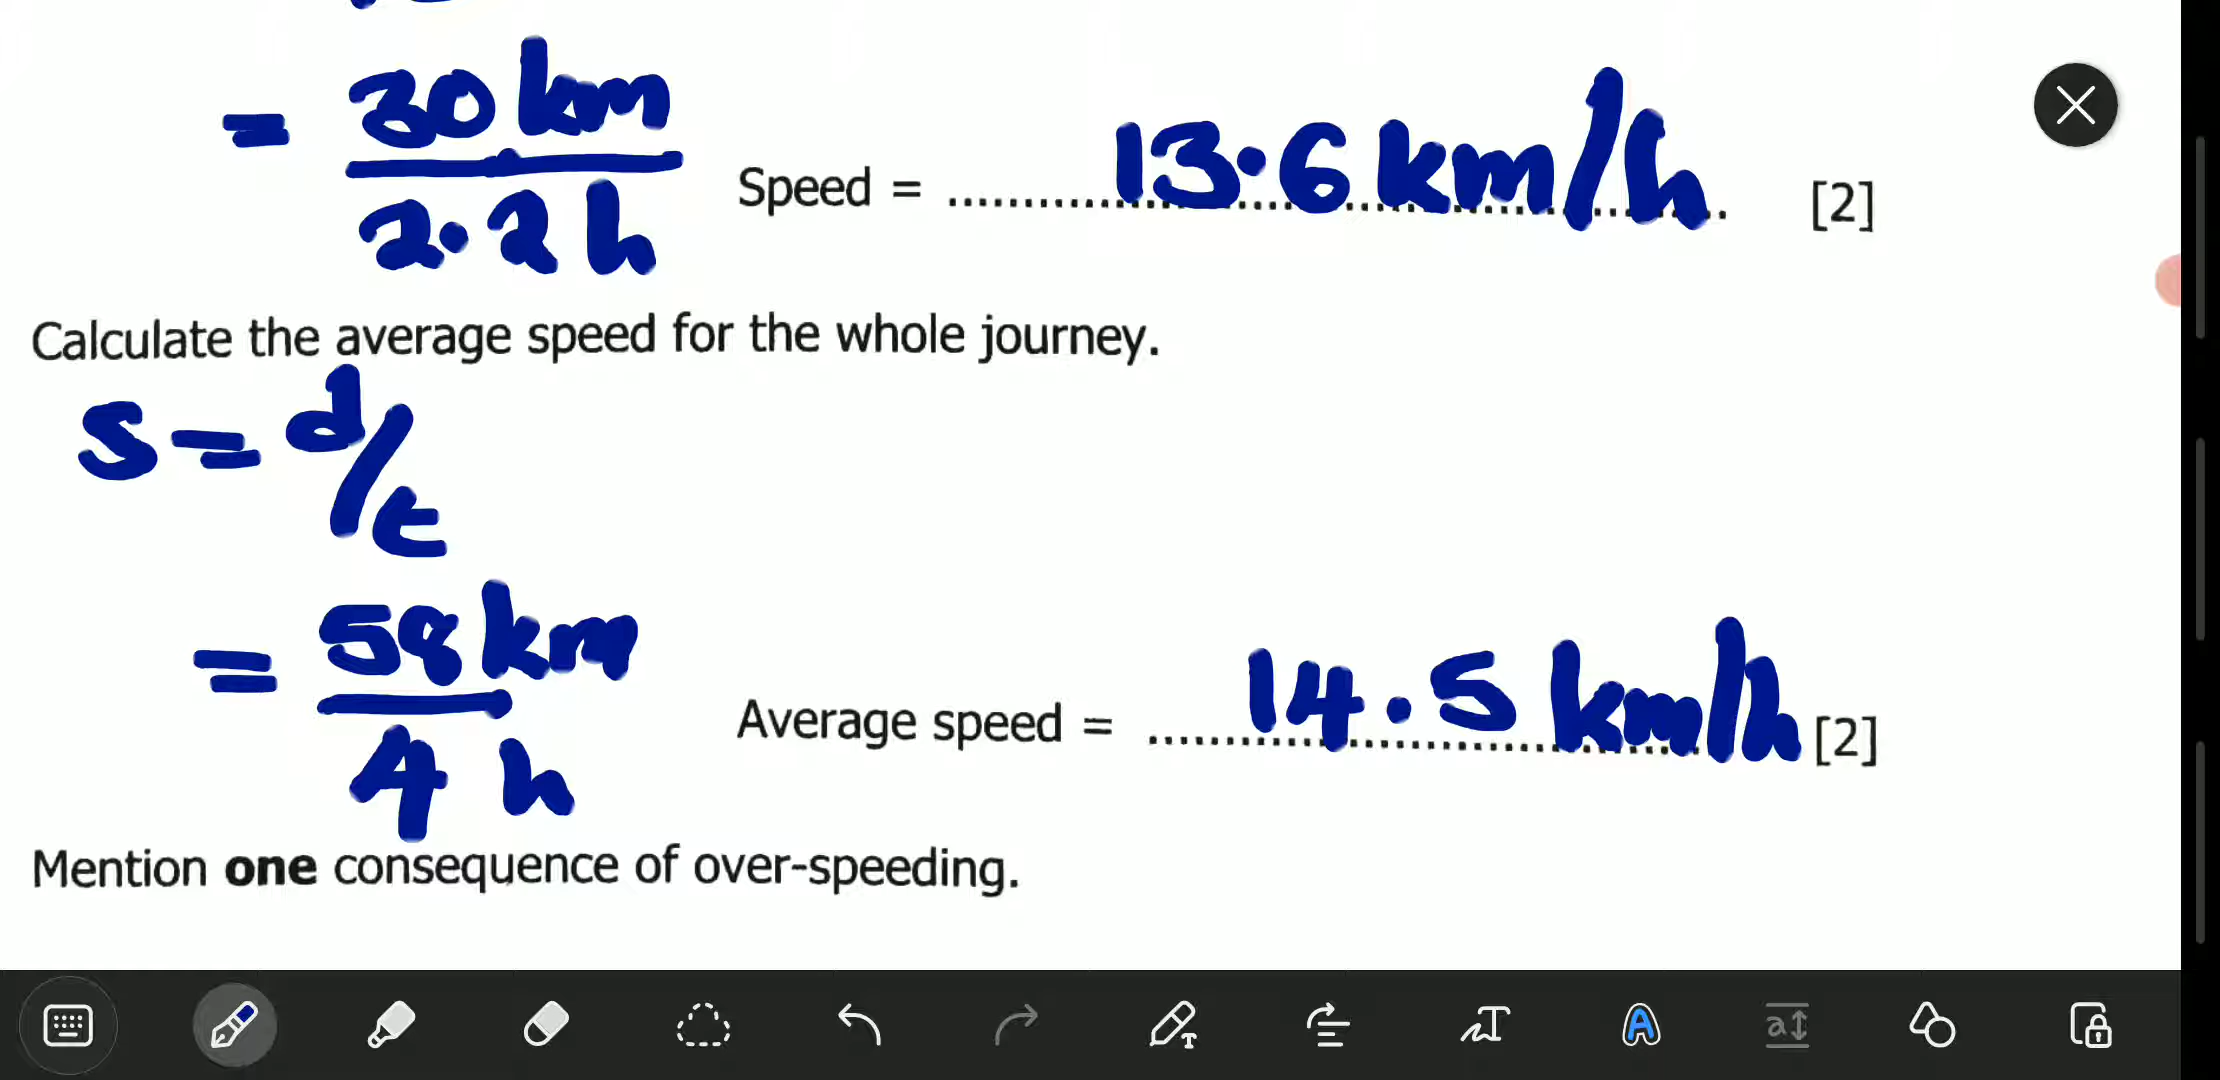 = 30 km
2.2 h
Speed = .................... 13.6 km/h [2]
Calculate the average speed for the whole journey.
s = d/t
= 58 km
4 h
Average speed = .................... 14.5 km/h [2]
Mention one consequence of over-speeding.